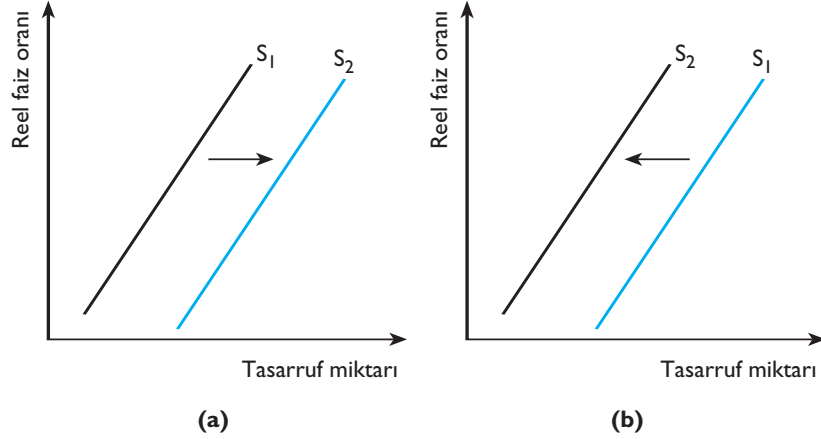 Reel faiz oranı
S1
S2
Tasarruf miktarı
(a)
Reel faiz oranı
S2
S1
Tasarruf miktarı
(b)